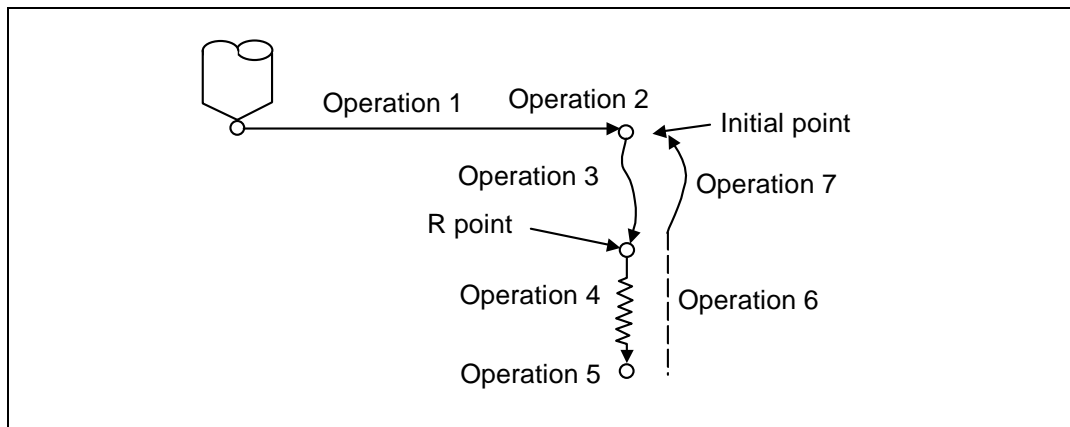 Operation 1
Operation 2
Initial point
Operation 3
Operation 7
R point
Operation 4
Operation 6
Operation 5